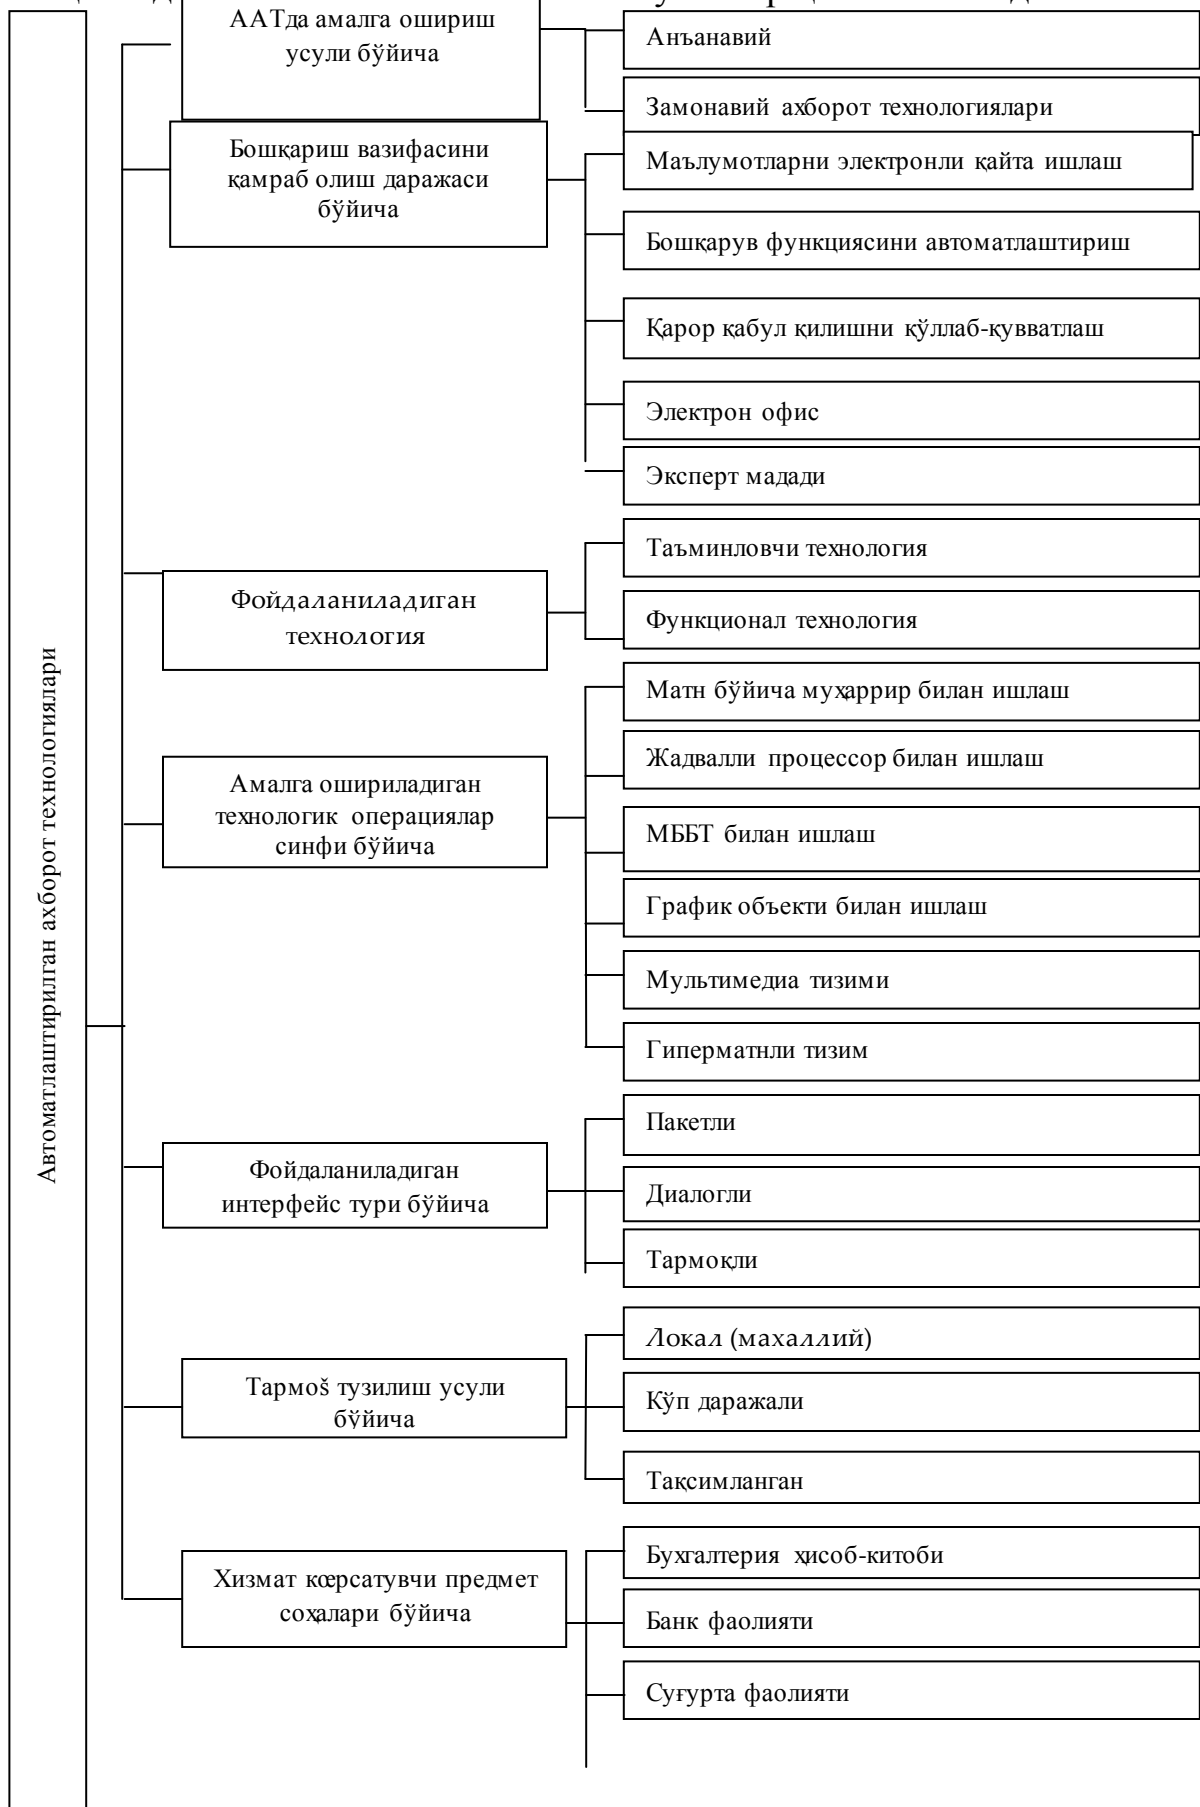 ААТда амалга ошириш
усули бўйича
Анъанавий
Замонавий ахборот технологиялари
Бошқариш вазифасини
қамраб олиш даражаси
бўйича
Маълумотларни электронли қайта ишлаш
Бошқарув функциясини автоматлаштириш
Қарор қабул қилишни қўллаб-қувватлаш
Электрон офис
Эксперт мадади
Фойдаланиладиган
технология
Таъминловчи технология
Функционал технология
Автоматлаштирилган ахборот технологиялари
Амалга ошириладиган
технологик операциялар
синфи бўйича
Матн бўйича муҳаррир билан ишлаш
Жадвалли процессор билан ишлаш
МББТ билан ишлаш
График объекти билан ишлаш
Мультимедиа тизими
Гиперматнли тизим
Фойдаланиладиган
интерфейс тури бўйича
Пакетли
Диалогли
Тармоқли
Тармоš тузилиш усули
бўйича
Локал (махаллий)
Кўп даражали
Тақсимланган
Хизмат кœрсатувчи предмет
соҳалари бўйича
Бухгалтерия ҳисоб-китоби
Банк фаолияти
Суғурта фаолияти